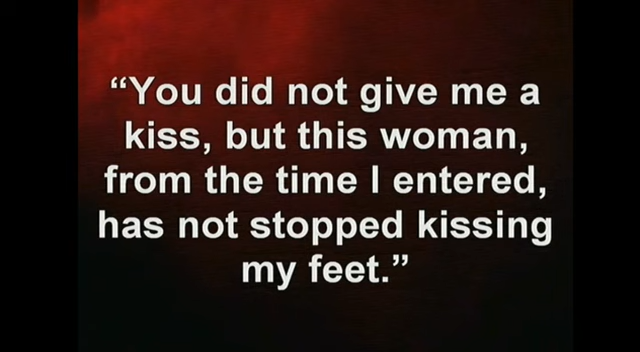 “You did not give me a
kiss, but this woman,
from the time I entered,
has not stopped kissing
my feet.”